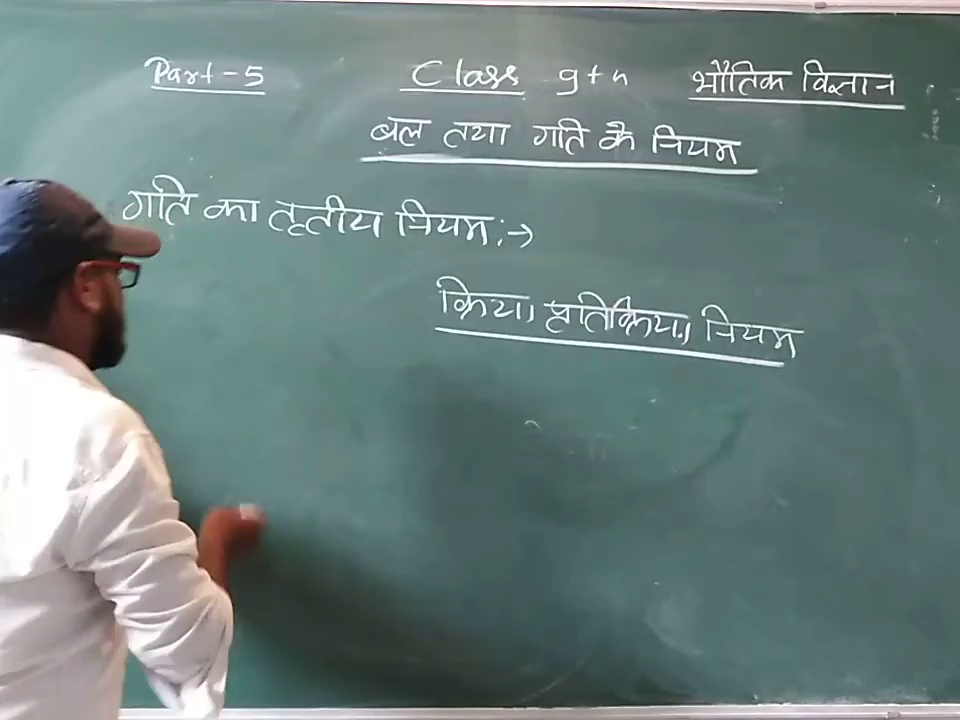 Part-5 Class 9th भौतिक विज्ञान
बल तथा गति के नियम
गति का तृतीय नियम :→
क्रिया प्रतिक्रिया नियम